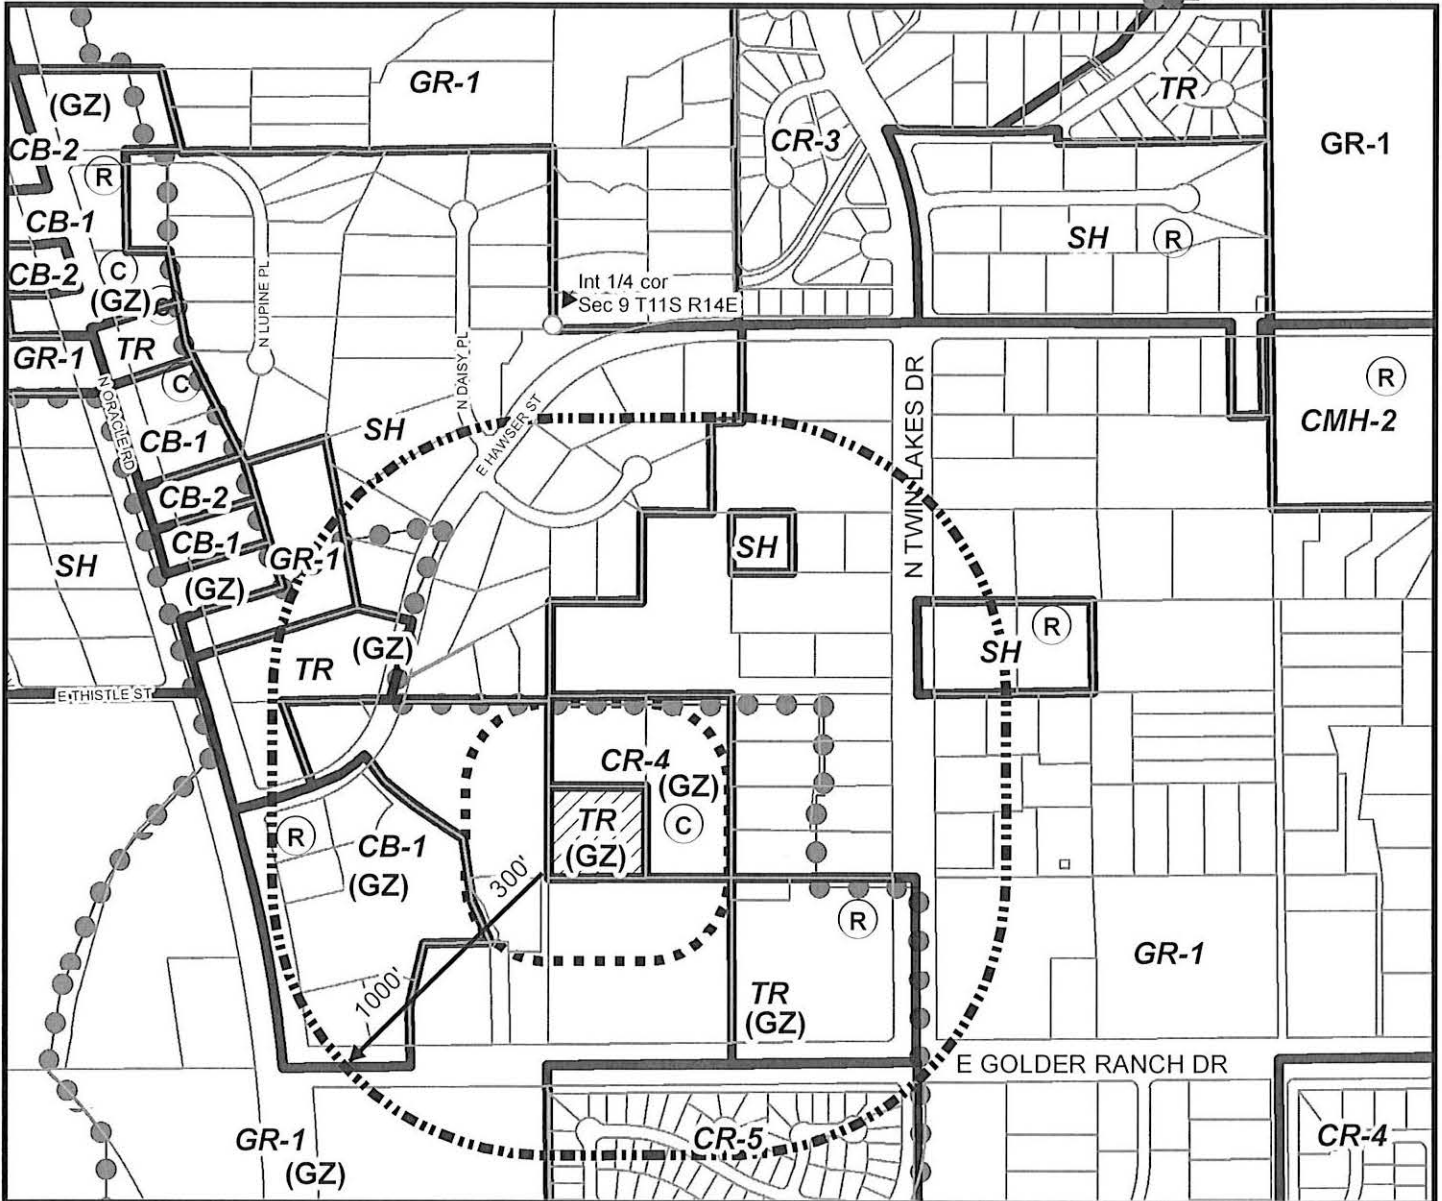 GR-1
TR
(GZ)
CR-3
GR-1
CB-2
R
CB-1
SH
R
CB-2
C
(GZ)
Int 1/4 cor
Sec 9 T11S R14E
N LUPINE PL
GR-1
TR
N DAISY PL
C
N ORACLE RD
R
CMH-2
N TWIN LAKES DR
SH
E HAWSER ST
CB-1
CB-2
CB-1
SH
SH
GR-1
(GZ)
R
SH
(GZ)
TR
E THISTLE ST
CR-4
(GZ)
TR
(GZ)
C
R
CB-1
(GZ)
300'
R
GR-1
1000'
TR
(GZ)
E GOLDER RANCH DR
GR-1
(GZ)
CR-5
CR-4